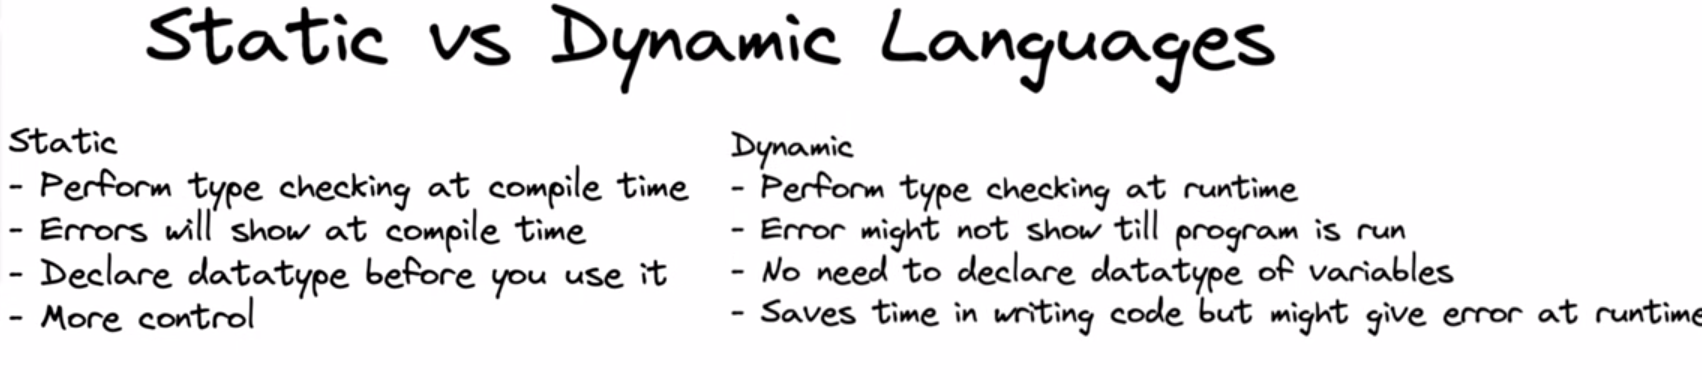 Static vs Dynamic Languages
Static
- Perform type checking at compile time
- Errors will show at compile time
- Declare datatype before you use it
- More control
Dynamic
- Perform type checking at runtime
- Error might not show till program is run
- No need to declare datatype of variables
- Saves time in writing code but might give error at runtime